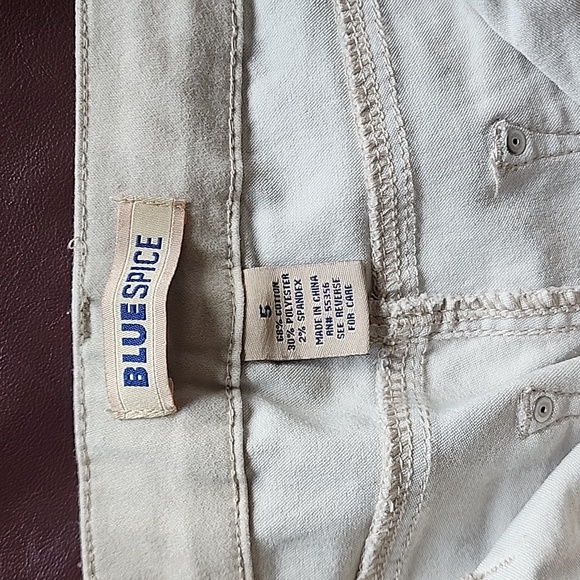 BLUE SPICE
5
68% COTTON
30% POLYESTER
2% SPANDEX
MADE IN CHINA
RN# 55356
SEE REVERSE
FOR CARE